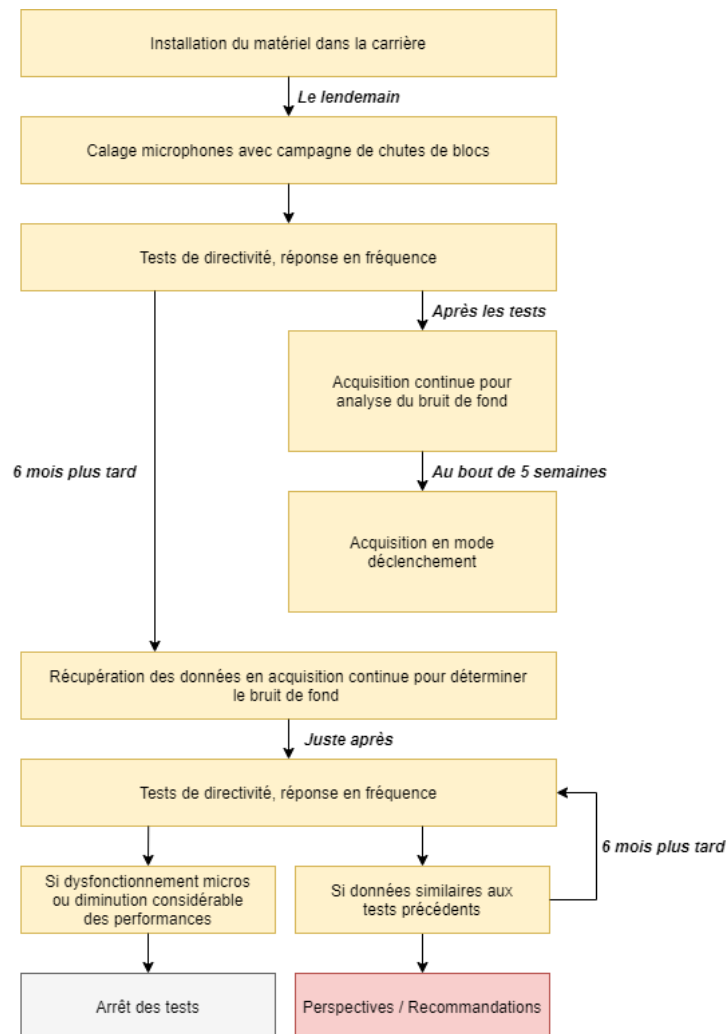 Installation du matériel dans la carrière
Le lendemain
Calage microphones avec campagne de chutes de blocs
Tests de directivité, réponse en fréquence
Après les tests
Acquisition continue pour
analyse du bruit de fond
6 mois plus tard
Au bout de 5 semaines
Acquisition en mode
déclenchement
Récupération des données en acquisition continue pour déterminer
le bruit de fond
Juste après
Tests de directivité, réponse en fréquence
6 mois plus tard
Si dysfonctionnement micros
ou diminution considérable
des performances
Si données similaires aux
tests précédents
Arrêt des tests
Perspectives / Recommandations